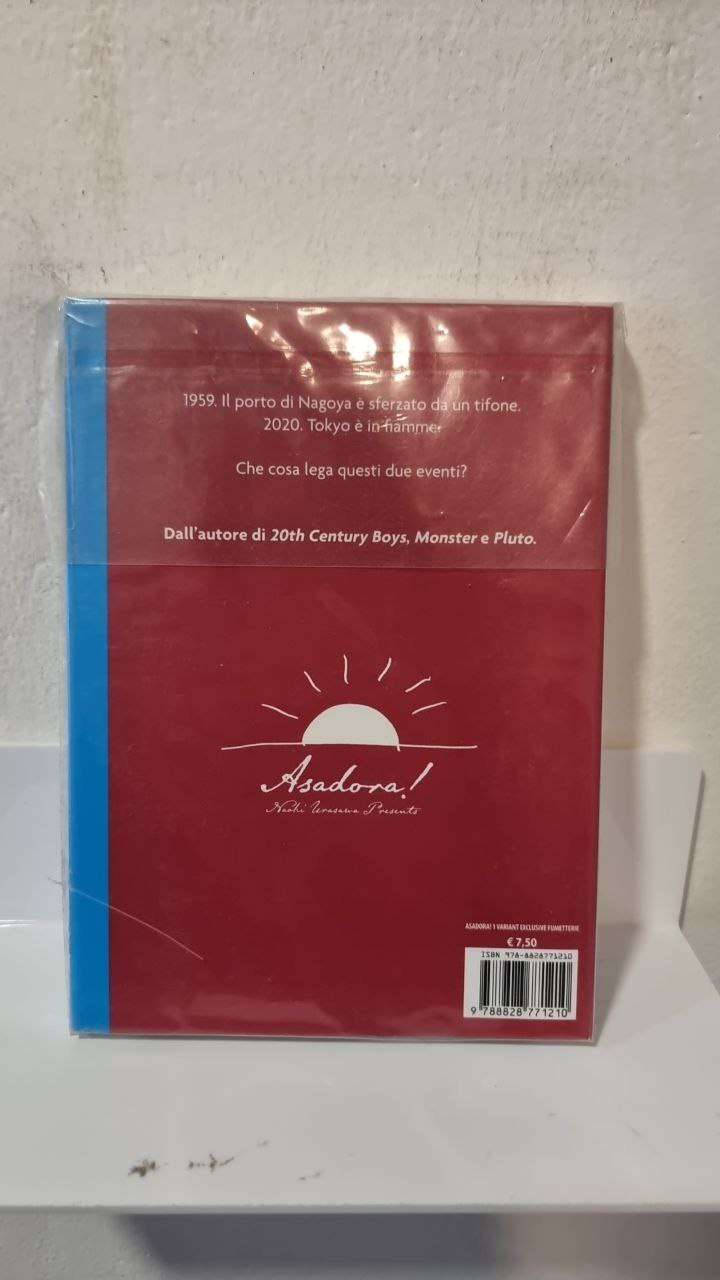 1959. Il porto di Nagoya è sferzato da un tifone.
2020. Tokyo è in fiamme.
Che cosa lega questi due eventi?
Dall'autore di 20th Century Boys, Monster e Pluto.
Asadora!
Naoki Urasawa Presents
ASADORA! 1 VARIANT EXCLUSIVE FUMETTERIE
€ 7,50
ISBN 978-8828771210
9 788828 771210